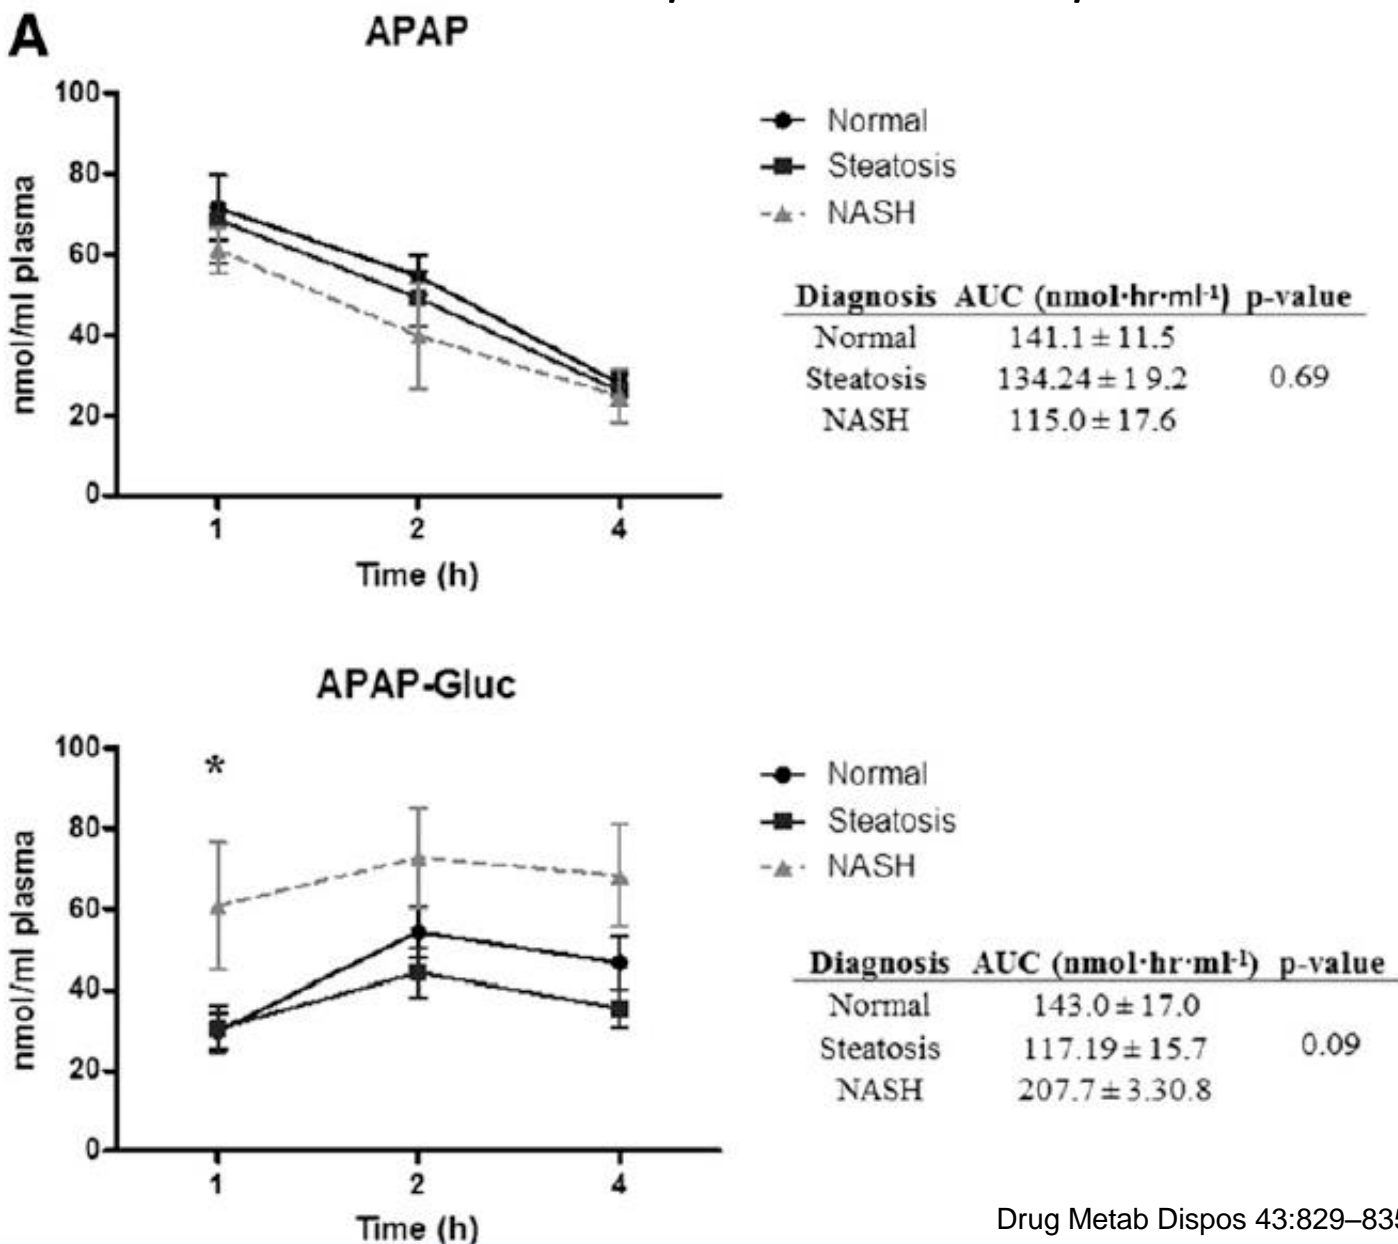 A
APAP
100
80
60
40
20
0
nmol/ml plasma
1 2 4
Time (h)
Normal
Steatosis
NASH
Diagnosis AUC (nmol·hr·ml-1) p-value
Normal 141.1 ± 11.5
Steatosis 134.24 ± 19.2 0.69
NASH 115.0 ± 17.6
APAP-Gluc
*
100
80
60
40
20
0
nmol/ml plasma
1 2 4
Time (h)
Normal
Steatosis
NASH
Diagnosis AUC (nmol·hr·ml-1) p-value
Normal 143.0 ± 17.0
Steatosis 117.19 ± 15.7 0.09
NASH 207.7 ± 3.30.8
Drug Metab Dispos 43:829–835